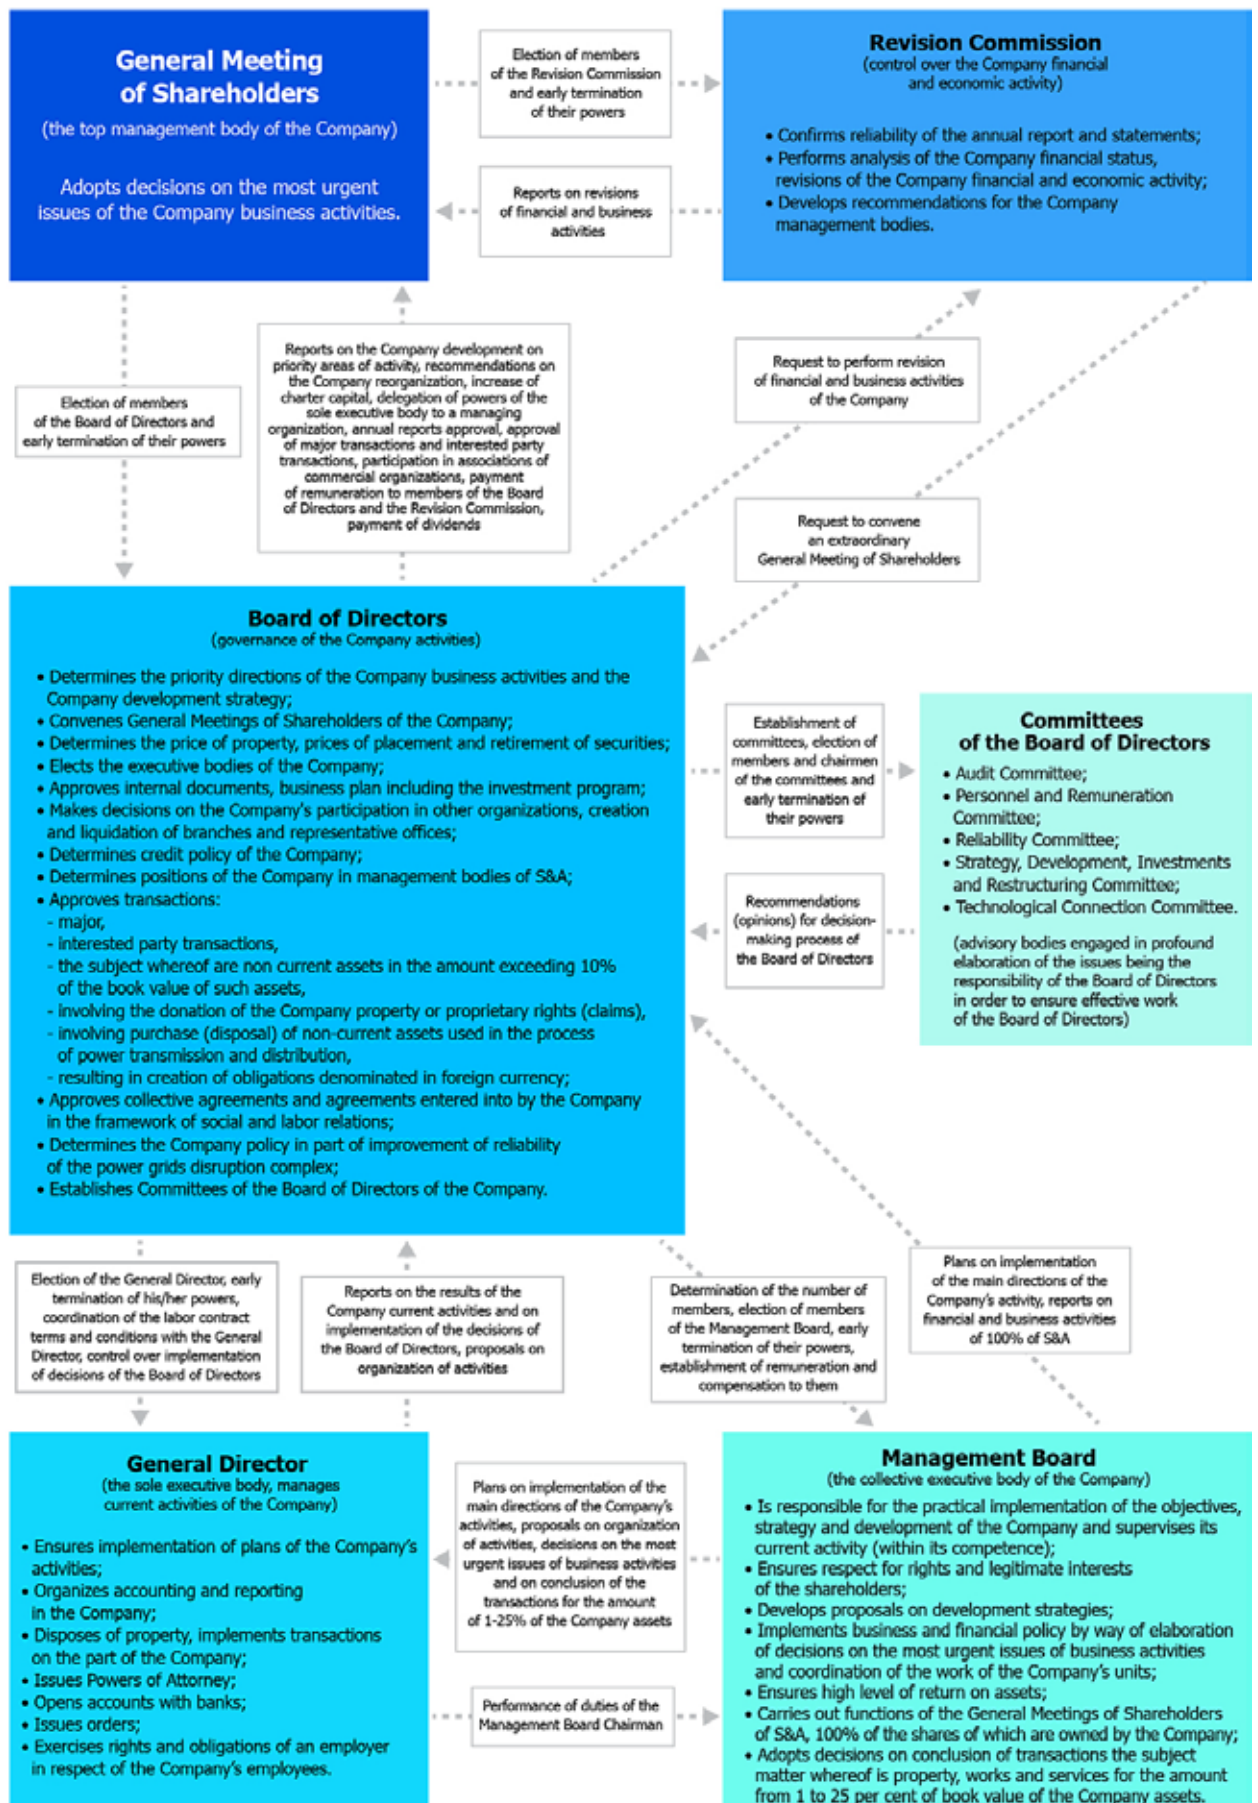 General Meeting
of Shareholders
(the top management body of the Company)
Adopts decisions on the most urgent
issues of the Company business activities.
Election of members
of the Revision Commission
and early termination
of their powers
Reports on revisions
of financial and business
activities
Revision Commission
(control over the Company financial
and economic activity)
• Confirms reliability of the annual report and statements;
• Performs analysis of the Company financial status,
revisions of the Company financial and economic activity;
• Develops recommendations for the Company
management bodies.
Election of members
of the Board of Directors and
early termination of their powers
Reports on the Company development on
priority areas of activity, recommendations on
the Company reorganization, increase of
charter capital, delegation of powers of the
sole executive body to a managing
organization, annual reports approval, approval
of major transactions and interested party
transactions, participation in associations of
commercial organizations, payment
of remuneration to members of the Board
of Directors and the Revision Commission,
payment of dividends
Request to perform revision
of financial and business activities
of the Company
Request to convene
an extraordinary
General Meeting of Shareholders
Board of Directors
(governance of the Company activities)
• Determines the priority directions of the Company business activities and the
Company development strategy;
• Convenes General Meetings of Shareholders of the Company;
• Determines the price of property, prices of placement and retirement of securities;
• Elects the executive bodies of the Company;
• Approves internal documents, business plan including the investment program;
• Makes decisions on the Company's participation in other organizations, creation
and liquidation of branches and representative offices;
• Determines credit policy of the Company;
• Determines positions of the Company in management bodies of S&A;
• Approves transactions:
- major,
- interested party transactions,
- the subject whereof are non current assets in the amount exceeding 10%
of the book value of such assets,
- involving the donation of the Company property or proprietary rights (claims),
- involving purchase (disposal) of non-current assets used in the process
of power transmission and distribution,
- resulting in creation of obligations denominated in foreign currency;
• Approves collective agreements and agreements entered into by the Company
in the framework of social and labor relations;
• Determines the Company policy in part of improvement of reliability
of the power grids disruption complex;
• Establishes Committees of the Board of Directors of the Company.
Establishment of
committees, election of
members and chairmen
of the committees and
early termination of
their powers
Recommendations
(opinions) for decision-
making process of
the Board of Directors
Committees
of the Board of Directors
• Audit Committee;
• Personnel and Remuneration
Committee;
• Reliability Committee;
• Strategy, Development, Investments
and Restructuring Committee;
• Technological Connection Committee.
(advisory bodies engaged in profound
elaboration of the issues being the
responsibility of the Board of Directors
in order to ensure effective work
of the Board of Directors)
Election of the General Director, early
termination of his/her powers,
coordination of the labor contract
terms and conditions with the General
Director, control over implementation
of decisions of the Board of Directors
Reports on the results of the
Company current activities and on
implementation of the decisions of
the Board of Directors, proposals on
organization of activities
Determination of the number of
members, election of members
of the Management Board, early
termination of their powers,
establishment of remuneration and
compensation to them
Plans on implementation
of the main directions of the
Company's activity, reports on
financial and business activities
of 100% of S&A
General Director
(the sole executive body, manages
current activities of the Company)
• Ensures implementation of plans of the Company's
activities;
• Organizes accounting and reporting
in the Company;
• Disposes of property, implements transactions
on the part of the Company;
• Issues Powers of Attorney;
• Opens accounts with banks;
• Issues orders;
• Exercises rights and obligations of an employer
in respect of the Company's employees.
Plans on implementation of the
main directions of the Company's
activities, proposals on organization
of activities, decisions on the most
urgent issues of business activities
and on conclusion of the
transactions for the amount
of 1-25% of the Company assets
Performance of duties of the
Management Board Chairman
Management Board
(the collective executive body of the Company)
• Is responsible for the practical implementation of the objectives,
strategy and development of the Company and supervises its
current activity (within its competence);
• Ensures respect for rights and legitimate interests
of the shareholders;
• Develops proposals on development strategies;
• Implements business and financial policy by way of elaboration
of decisions on the most urgent issues of business activities
and coordination of the work of the Company's units;
• Ensures high level of return on assets;
• Carries out functions of the General Meetings of Shareholders
of S&A, 100% of the shares of which are owned by the Company;
• Adopts decisions on conclusion of transactions the subject
matter whereof is property, works and services for the amount
from 1 to 25 per cent of book value of the Company assets.